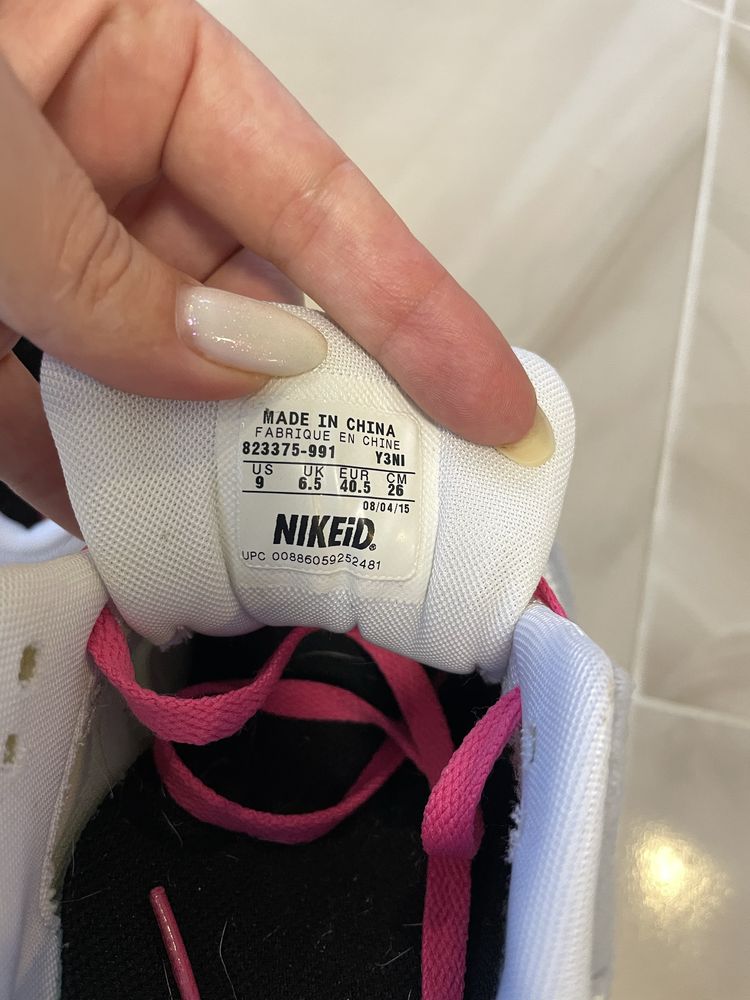 MADE IN CHINA
FABRIQUE EN CHINE
823375-991 Y3NI
US UK EUR CM
9 6.5 40.5 26
08/04/15
NIKEiD®
UPC 00886059252481